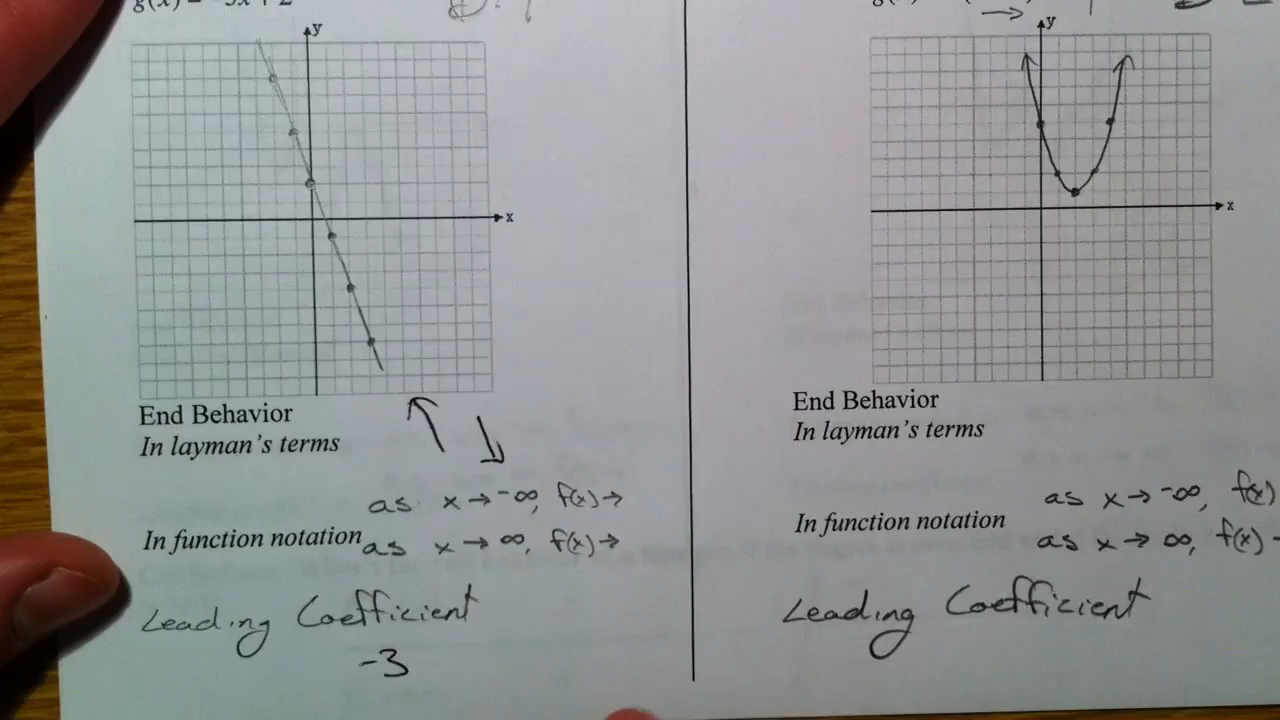 y
x
End Behavior
In layman's terms
as x → -∞, f(x) →
In function notation
as x → ∞, f(x) →
Leading Coefficient
-3
y
x
End Behavior
In layman's terms
as x → -∞, f(x)
In function notation
as x → ∞, f(x) -
Leading Coefficient